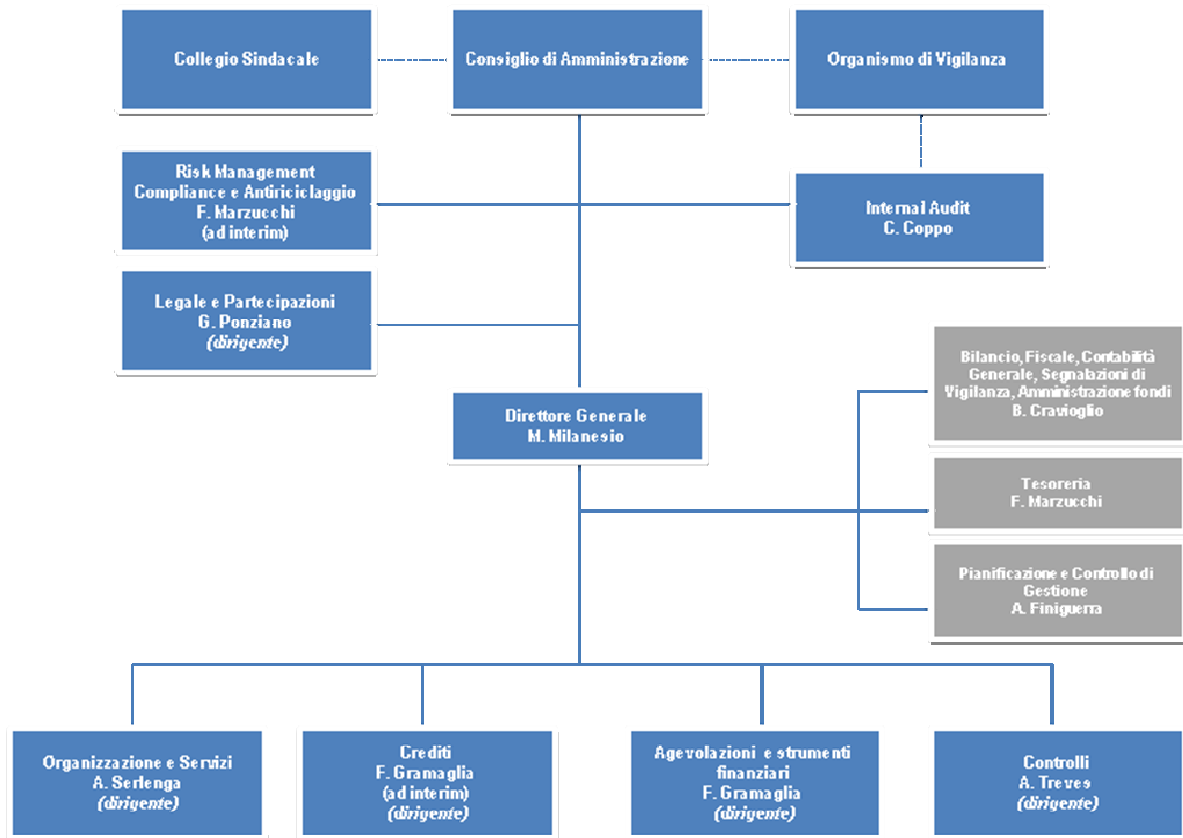 Collegio Sindacale
Consiglio di Amministrazione
Organismo di Vigilanza
Risk Management
Compliance e Antiriciclaggio
F. Marzucchi
(ad interim)
Internal Audit
C. Coppo
Legale e Partecipazioni
G. Ponziano
(dirigente)
Bilancio, Fiscale, Contabilità
Generale, Segnalazioni di
Vigilanza, Amministrazione fondi
B. Cravioglio
Direttore Generale
M. Milanesio
Tesoreria
F. Marzucchi
Pianificazione e Controllo di
Gestione
A. Finiguerra
Organizzazione e Servizi
A. Serlenga
(dirigente)
Crediti
F. Gramaglia
(ad interim)
(dirigente)
Agevolazioni e strumenti
finanziari
F. Gramaglia
(dirigente)
Controlli
A. Treves
(dirigente)